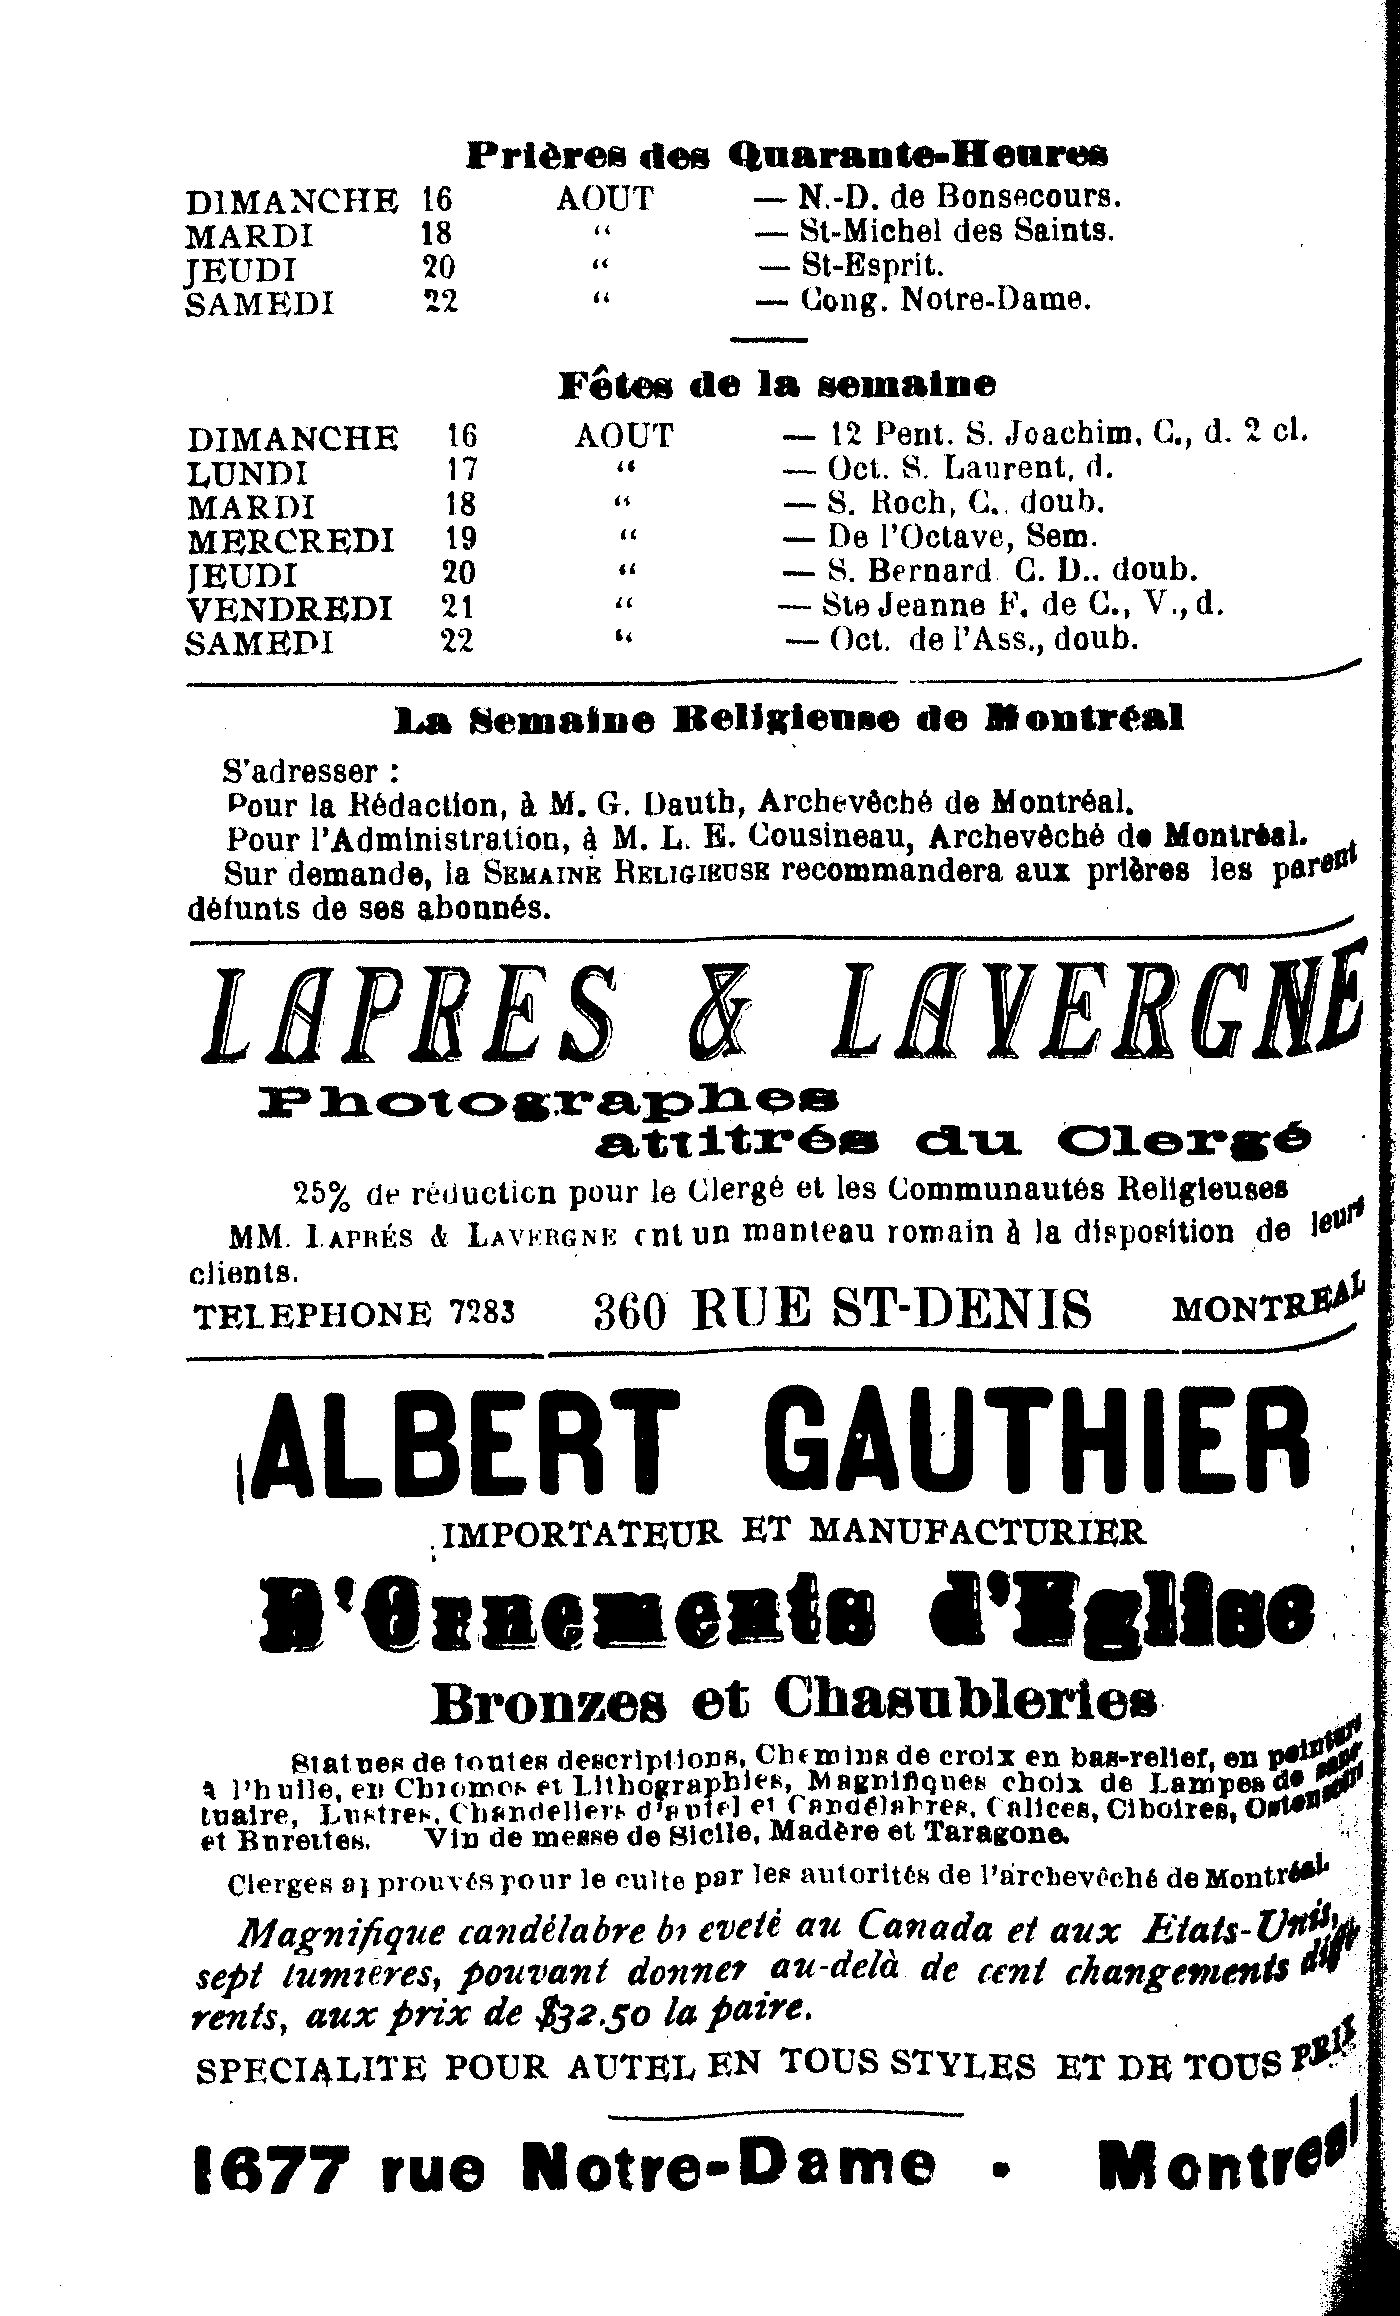 Prières des Quarante-Heures
DIMANCHE 16 AOUT — N.-D. de Bonsecours.
MARDI 18 “ — St-Michel des Saints.
JEUDI 20 “ — St-Esprit.
SAMEDI 22 “ — Cong. Notre-Dame.
Fêtes de la semaine
DIMANCHE 16 AOUT — 12 Pent. S. Joachim, C., d. 2 cl.
LUNDI 17 “ — Oct. S. Laurent, d.
MARDI 18 “ — S. Roch, C., doub.
MERCREDI 19 “ — De l'Octave, Sem.
JEUDI 20 “ — S. Bernard C. D.. doub.
VENDREDI 21 “ — Ste Jeanne F. de C., V., d.
SAMEDI 22 “ — Oct. de l'Ass., doub.
La Semaine Religieuse de Montréal
S'adresser :
Pour la Rédaction, à M. G. Dauth, Archevêché de Montréal.
Pour l'Administration, à M. L. E. Cousineau, Archevêché de Montréal.
Sur demande, la SEMAINE RELIGIEUSE recommandera aux prières les parent
défunts de ses abonnés.
LAPRES & LAVERGNE
Photographes
attitrés du Clergé
25% de réduction pour le Clergé et les Communautés Religieuses
MM. LAPRÉS & LAVERGNE ont un manteau romain à la disposition de leurs
clients.
TELEPHONE 7283 360 RUE ST-DENIS MONTREAL
ALBERT GAUTHIER
IMPORTATEUR ET MANUFACTURIER
D'Ornements d'Eglise
Bronzes et Chasubleries
Statues de toutes descriptions, Chemins de croix en bas-relief, en peinture
à l'huile, en Chromos et Lithographies, Magnifiques choix de Lampes de sanc
tuaire, Lustres, Chandeliers d'autel et Candélabres, Calices, Ciboires, Ostensoirs
et Burettes. Vin de messe de Sicile, Madère et Taragone.
Cierges approuvés pour le culte par les autorités de l'archevêché de Montréal.
Magnifique candélabre breveté au Canada et aux Etats-Unis,
sept lumières, pouvant donner au-delà de cent changements diffé
rents, aux prix de $32.50 la paire.
SPECIALITE POUR AUTEL EN TOUS STYLES ET DE TOUS PRIX
1677 rue Notre-Dame - Montreal